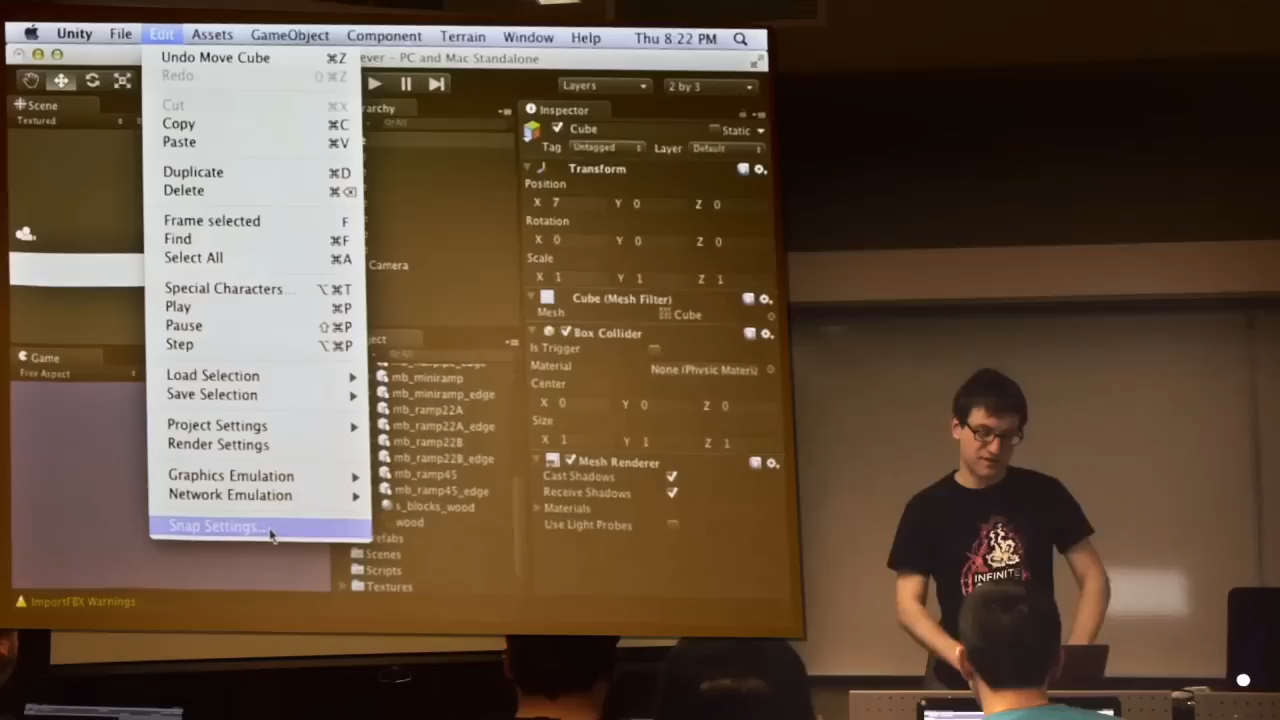 Unity File Edit Assets GameObject Component Terrain Window Help Thu 8:22 PM
ever - PC and Mac Standalone
Layers 2 by 3
Scene
Textured
Undo Move Cube ⌘Z
Redo ⇧⌘Z
Cut ⌘X
Copy ⌘C
Paste ⌘V
Duplicate ⌘D
Delete ⌘⌫
Frame selected F
Find ⌘F
Select All ⌘A
Special Characters... ⌥⌘T
Play ⌘P
Pause ⇧⌘P
Step ⌥⌘P
Load Selection
Save Selection
Project Settings
Render Settings
Graphics Emulation
Network Emulation
Snap Settings...
Game
Free Aspect
ImportFBX Warnings
rarchy
Camera
ject
mb_miniramp
mb_miniramp_edge
mb_ramp22A
mb_ramp22A_edge
mb_ramp22B
mb_ramp22B_edge
mb_ramp45
mb_ramp45_edge
s_blocks_wood
wood
refabs
Scenes
Scripts
Textures
Inspector
Cube Static
Tag Untagged Layer Default
Transform
Position
X 7 Y 0 Z 0
Rotation
X 0 Y 0 Z 0
Scale
X 1 Y 1 Z 1
Cube (Mesh Filter)
Mesh Cube
Box Collider
Is Trigger
Material None (Physic Materi
Center
X 0 Y 0 Z 0
Size
X 1 Y 1 Z 1
Mesh Renderer
Cast Shadows
Receive Shadows
Materials
Use Light Probes
INFINITE